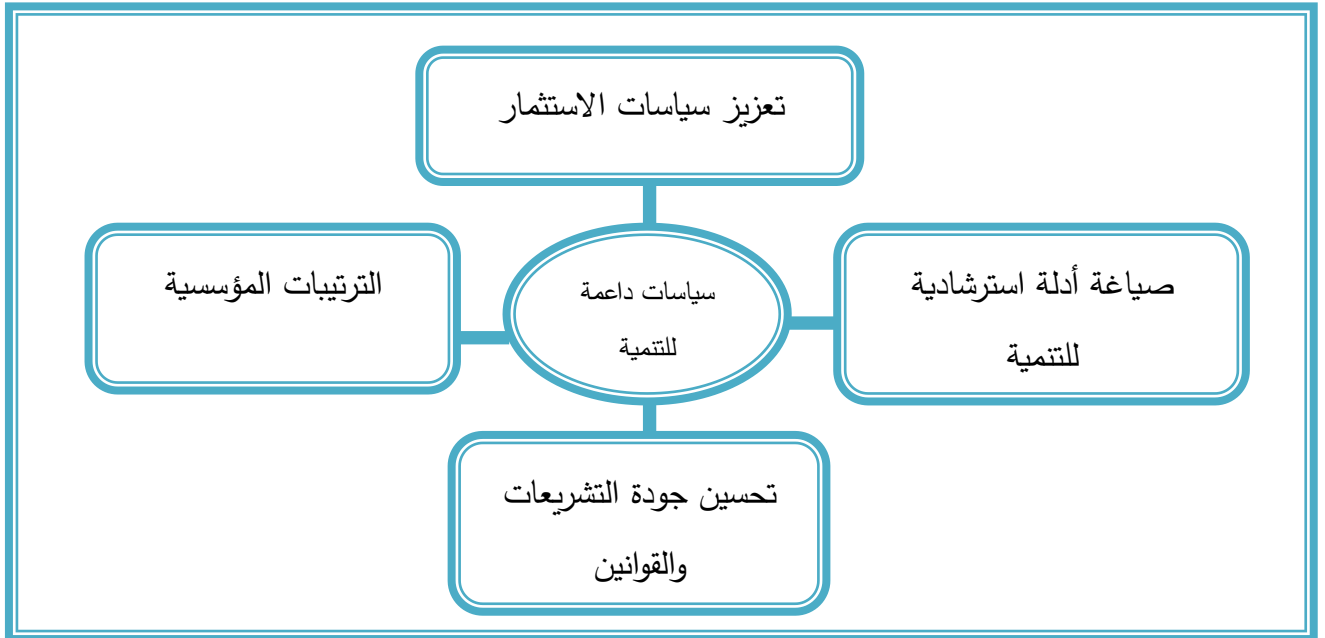 تعزيز سياسات الاستثمار
صياغة أدلة استرشادية
للتنمية
سياسات داعمة
للتنمية
الترتيبات المؤسسية
تحسين جودة التشريعات
والقوانين